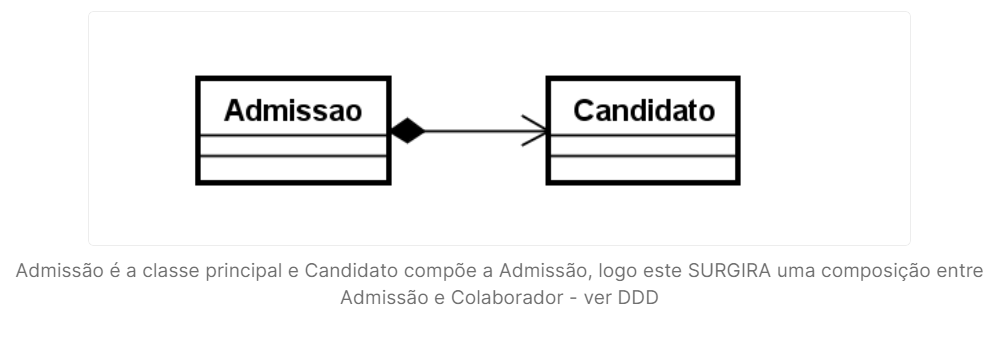 Admissao
Candidato
Admissão é a classe principal e Candidato compõe a Admissão, logo este SURGIRA uma composição entre
Admissão e Colaborador - ver DDD